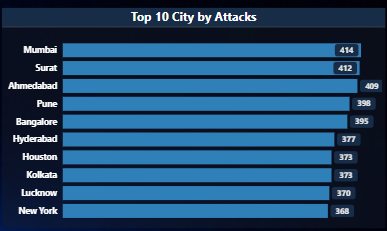 Top 10 City by Attacks
Mumbai 414
Surat 412
Ahmedabad 409
Pune 398
Bangalore 395
Hyderabad 377
Houston 373
Kolkata 373
Lucknow 370
New York 368